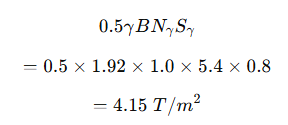 0.5γBN_γS_γ
= 0.5 × 1.92 × 1.0 × 5.4 × 0.8
= 4.15 T/m²